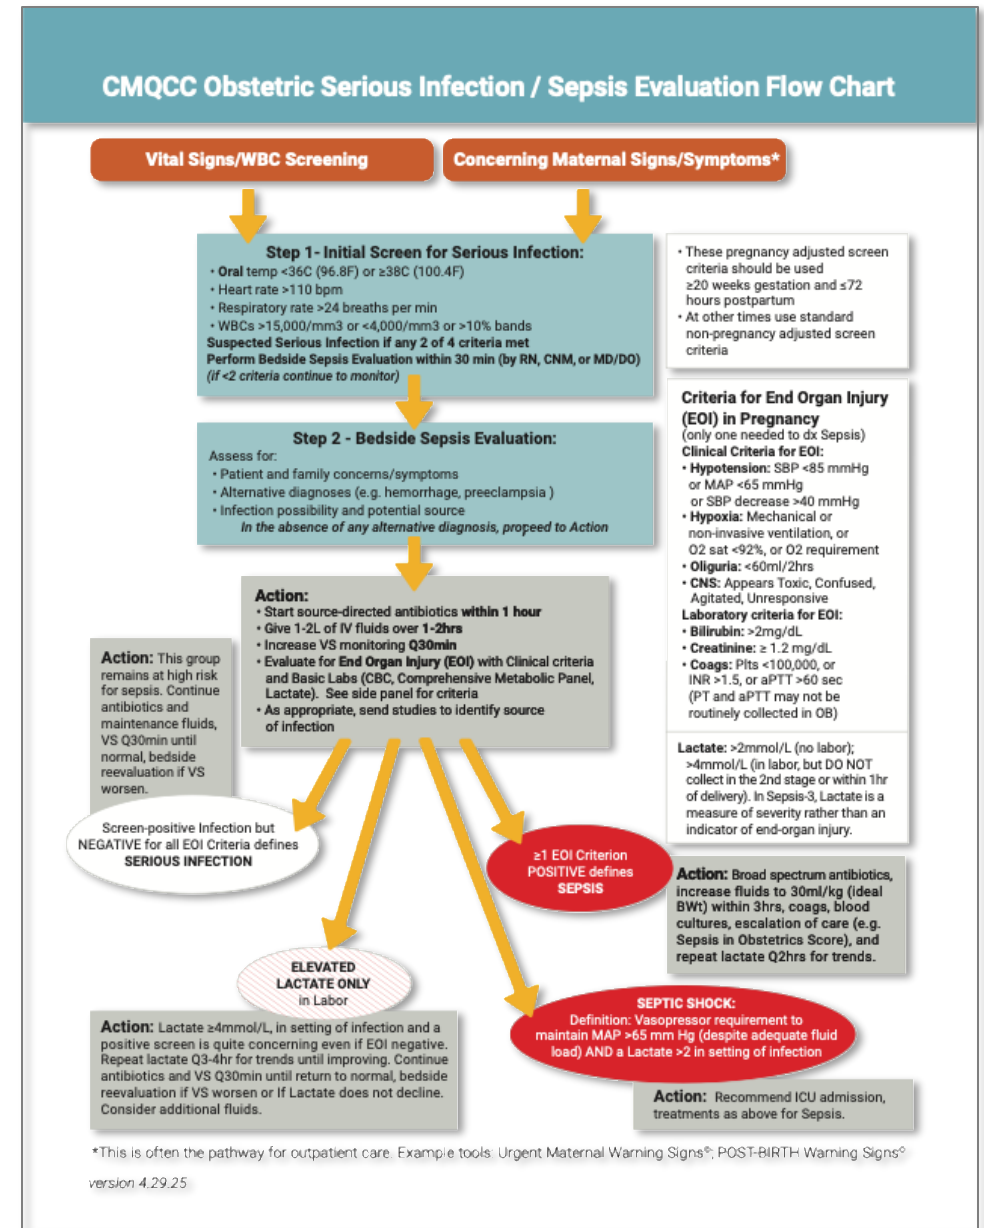 CMQCC Obstetric Serious Infection / Sepsis Evaluation Flow Chart
Vital Signs/WBC Screening
Concerning Maternal Signs/Symptoms*
Step 1- Initial Screen for Serious Infection:
• Oral temp <36C (96.8F) or ≥38C (100.4F)
• Heart rate >110 bpm
• Respiratory rate >24 breaths per min
• WBCs >15,000/mm3 or <4,000/mm3 or >10% bands
Suspected Serious Infection if any 2 of 4 criteria met
Perform Bedside Sepsis Evaluation within 30 min (by RN, CNM, or MD/DO)
(if <2 criteria continue to monitor)
• These pregnancy adjusted screen
criteria should be used
≥20 weeks gestation and ≤72
hours postpartum
• At other times use standard
non-pregnancy adjusted screen
criteria
Step 2 - Bedside Sepsis Evaluation:
Assess for:
• Patient and family concerns/symptoms
• Alternative diagnoses (e.g. hemorrhage, preeclampsia )
• Infection possibility and potential source
In the absence of any alternative diagnosis, proceed to Action
Criteria for End Organ Injury
(EOI) in Pregnancy
(only one needed to dx Sepsis)
Clinical Criteria for EOI:
• Hypotension: SBP <85 mmHg
or MAP <65 mmHg
or SBP decrease >40 mmHg
• Hypoxia: Mechanical or
non-invasive ventilation, or
O2 sat <92%, or O2 requirement
• Oliguria: <60ml/2hrs
• CNS: Appears Toxic, Confused,
Agitated, Unresponsive
Laboratory criteria for EOI:
• Bilirubin: >2mg/dL
• Creatinine: ≥ 1.2 mg/dL
• Coags: Plts <100,000, or
INR >1.5, or aPTT >60 sec
(PT and aPTT may not be
routinely collected in OB)
Lactate: >2mmol/L (no labor);
>4mmol/L (in labor, but DO NOT
collect in the 2nd stage or within 1hr
of delivery). In Sepsis-3, Lactate is a
measure of severity rather than an
indicator of end-organ injury.
Action:
• Start source-directed antibiotics within 1 hour
• Give 1-2L of IV fluids over 1-2hrs
• Increase VS monitoring Q30min
• Evaluate for End Organ Injury (EOI) with Clinical criteria
and Basic Labs (CBC, Comprehensive Metabolic Panel,
Lactate). See side panel for criteria
• As appropriate, send studies to identify source
of infection
Action: This group
remains at high risk
for sepsis. Continue
antibiotics and
maintenance fluids,
VS Q30min until
normal, bedside
reevaluation if VS
worsen.
Screen-positive Infection but
NEGATIVE for all EOI Criteria defines
SERIOUS INFECTION
≥1 EOI Criterion
POSITIVE defines
SEPSIS
Action: Broad spectrum antibiotics,
increase fluids to 30ml/kg (ideal
BWt) within 3hrs, coags, blood
cultures, escalation of care (e.g.
Sepsis in Obstetrics Score), and
repeat lactate Q2hrs for trends.
ELEVATED
LACTATE ONLY
in Labor
Action: Lactate ≥4mmol/L, in setting of infection and a
positive screen is quite concerning even if EOI negative.
Repeat lactate Q3-4hr for trends until improving. Continue
antibiotics and VS Q30min until return to normal, bedside
reevaluation if VS worsen or If Lactate does not decline.
Consider additional fluids.
SEPTIC SHOCK:
Definition: Vasopressor requirement to
maintain MAP >65 mm Hg (despite adequate fluid
load) AND a Lactate >2 in setting of infection
Action: Recommend ICU admission,
treatments as above for Sepsis.
*This is often the pathway for outpatient care. Example tools: Urgent Maternal Warning Signs©, POST-BIRTH Warning Signs©
version 4.29.25